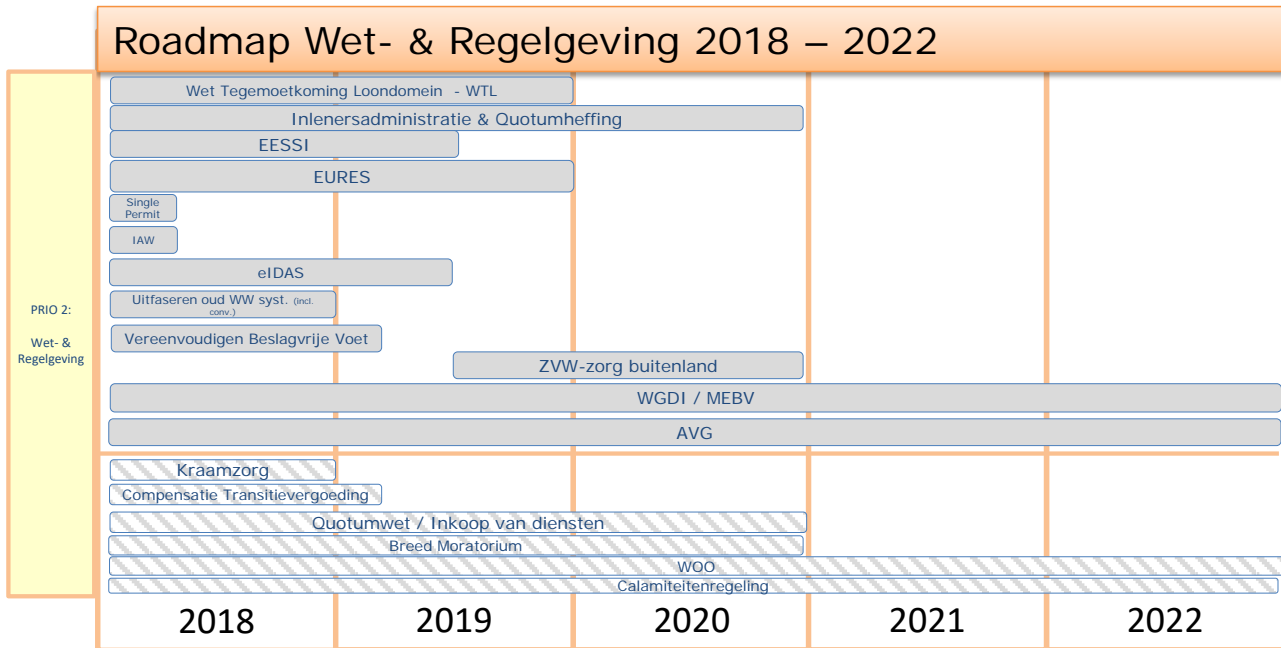 Roadmap Wet- & Regelgeving 2018 – 2022
PRIO 2:
Wet- &
Regelgeving
Wet Tegemoetkoming Loondomein - WTL
Inlenersadministratie & Quotumheffing
EESSI
EURES
Single
Permit
IAW
eIDAS
Uitfaseren oud WW syst. (incl.
conv.)
Vereenvoudigen Beslagvrije Voet
ZVW-zorg buitenland
WGDI / MEBV
AVG
Kraamzorg
Compensatie Transitievergoeding
Quotumwet / Inkoop van diensten
Breed Moratorium
WOO
Calamiteitenregeling
2018 2019 2020 2021 2022